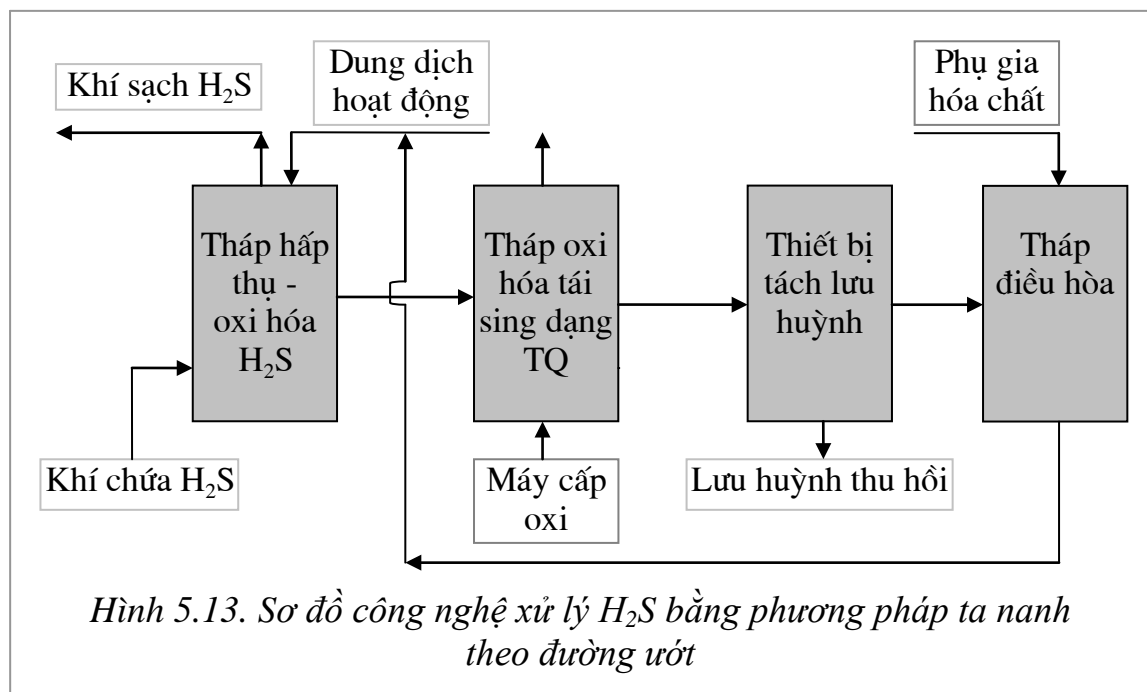 Khí sạch H₂S
Dung dịch
hoạt động
Phụ gia
hóa chất
Tháp hấp
thụ -
oxi hóa
H₂S
Tháp oxi
hóa tái
sing dạng
TQ
Thiết bị
tách lưu
huỳnh
Tháp
điều hòa
Khí chứa H₂S
Máy cấp
oxi
Lưu huỳnh thu hồi
Hình 5.13. Sơ đồ công nghệ xử lý H₂S bằng phương pháp ta nanh
theo đường ướt